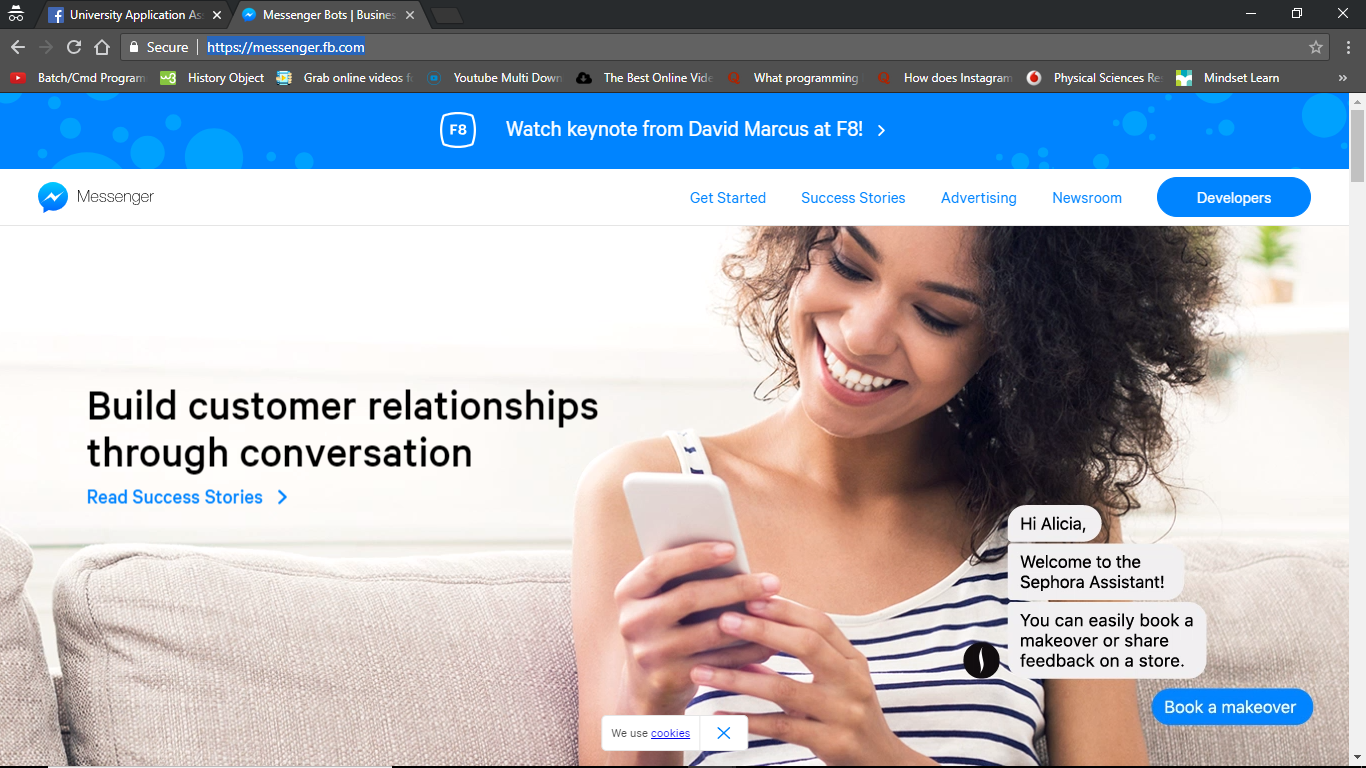 University Application As
Messenger Bots | Busines
Secure
https://messenger.fb.com
Batch/Cmd Program
History Object
Grab online videos f
Youtube Multi Down
The Best Online Vide
What programming
How does Instagram
Physical Sciences Re
Mindset Learn
»
F8
Watch keynote from David Marcus at F8!
Messenger
Get Started
Success Stories
Advertising
Newsroom
Developers
Build customer relationships
through conversation
Read Success Stories
Hi Alicia,
Welcome to the
Sephora Assistant!
You can easily book a
makeover or share
feedback on a store.
Book a makeover
We use cookies